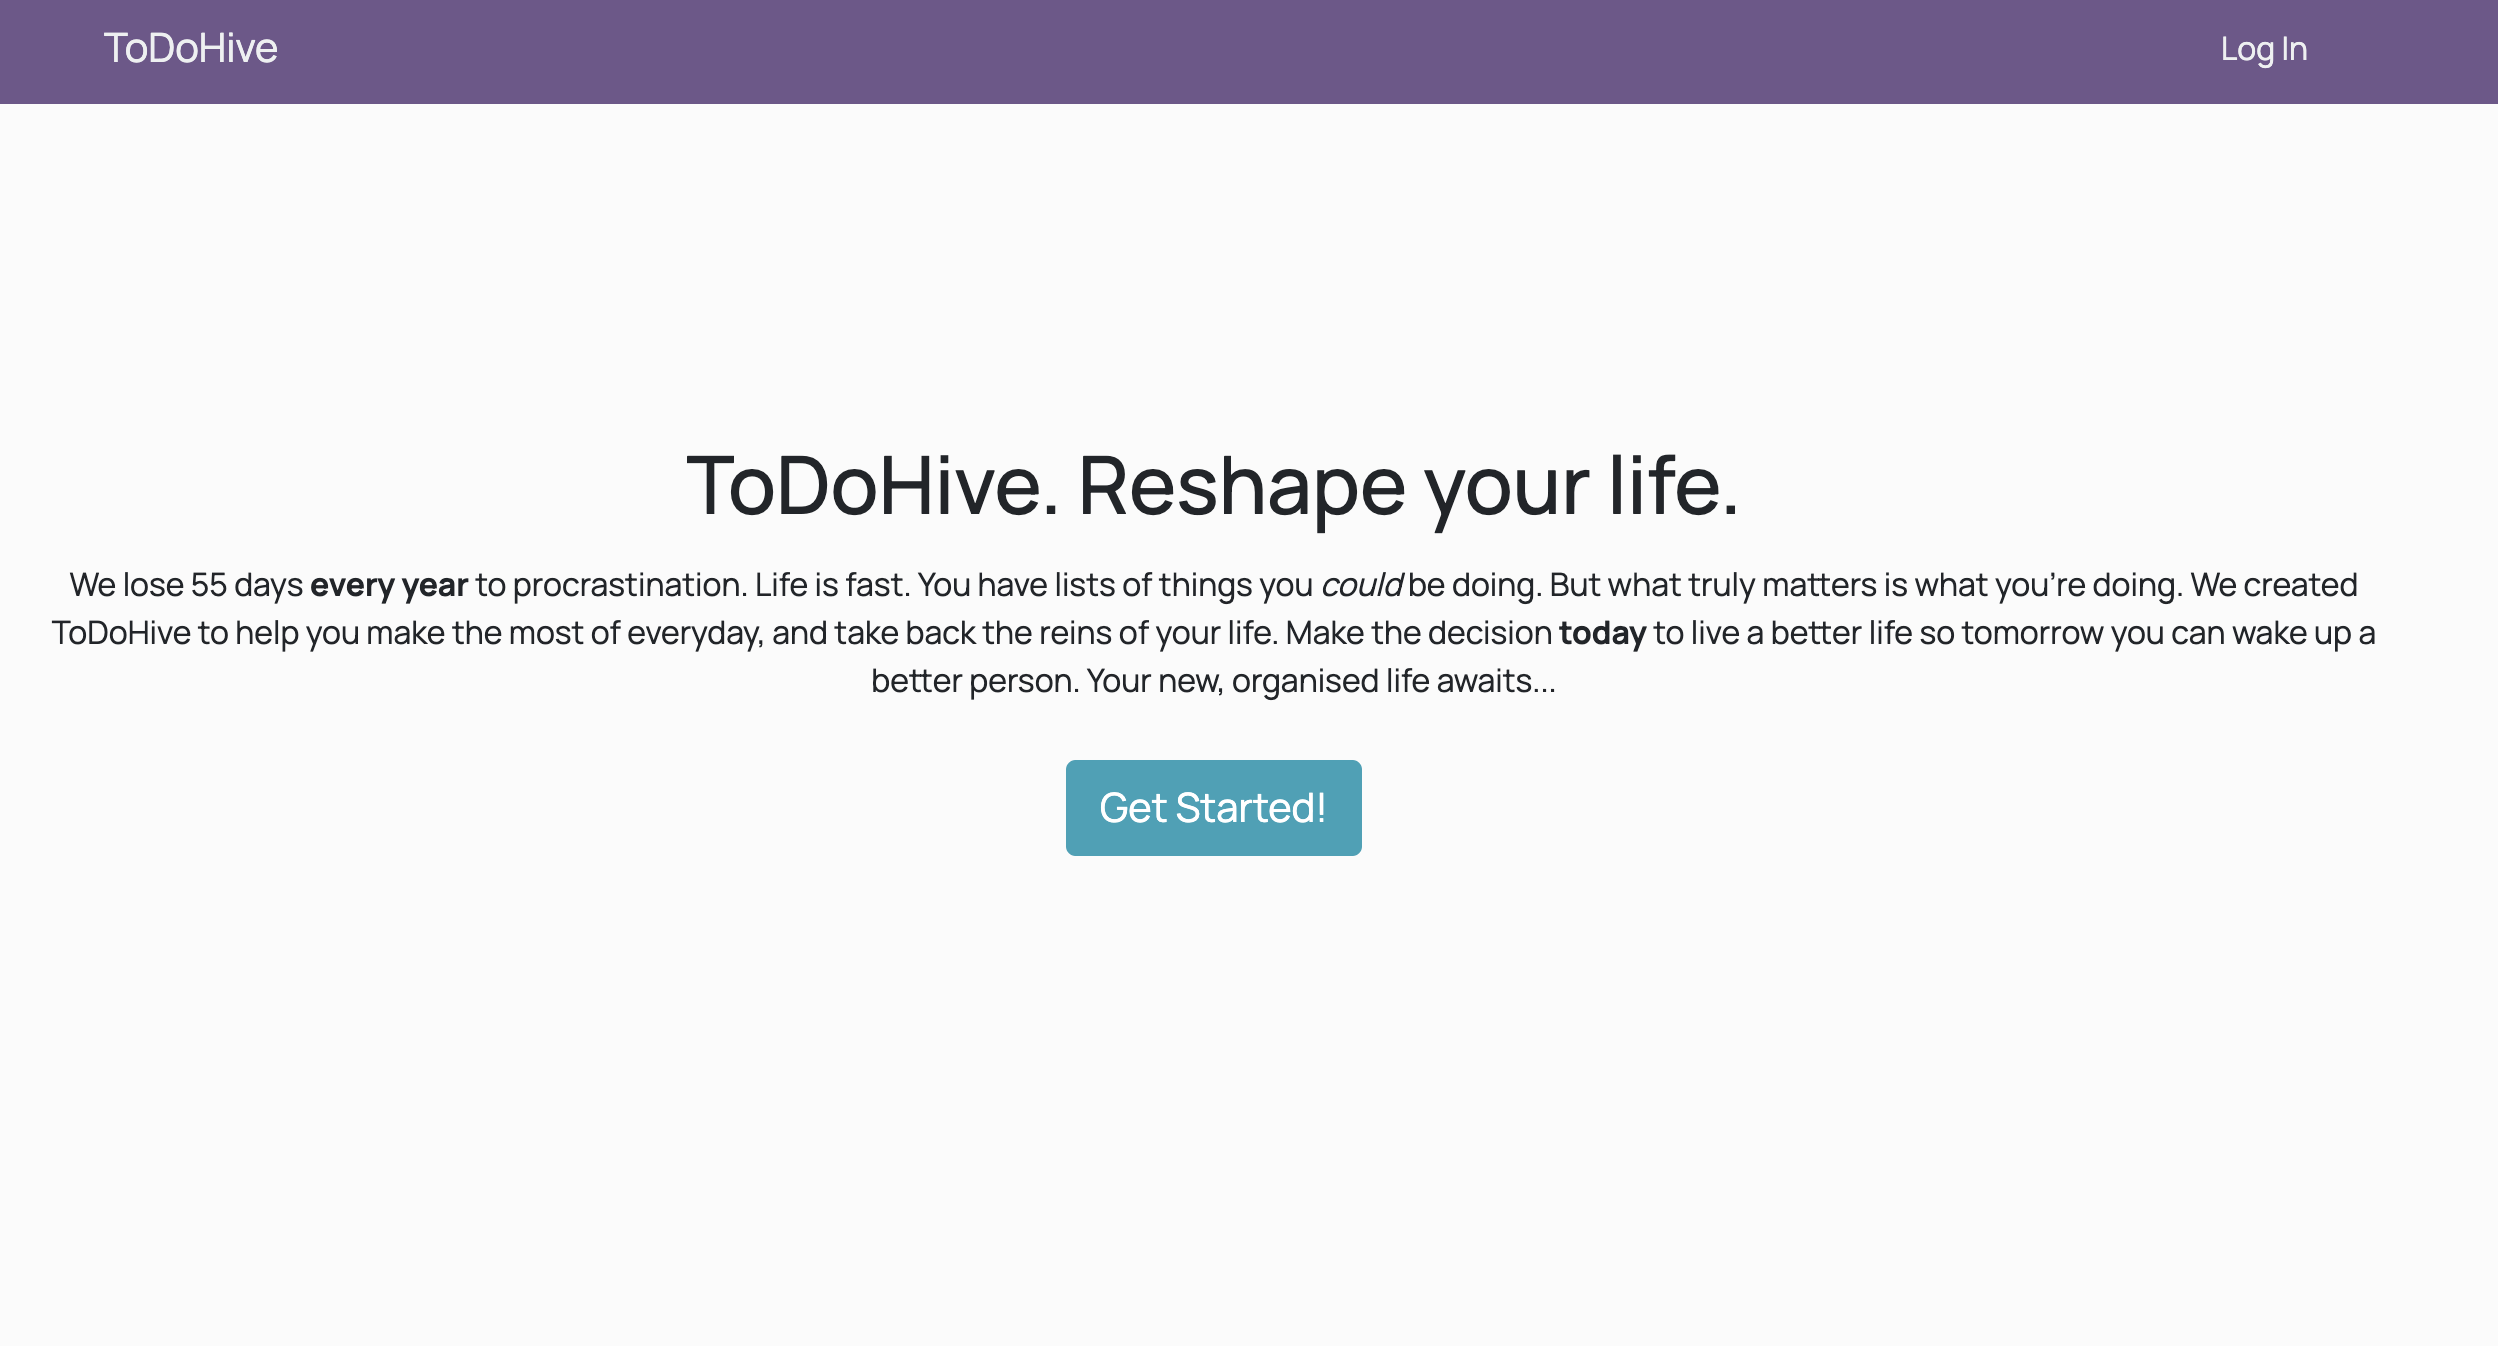 ToDoHive
Log In
ToDoHive. Reshape your life.
We lose 55 days every year to procrastination. Life is fast. You have lists of things you could be doing. But what truly matters is what you're doing. We created
ToDoHive to help you make the most of everyday, and take back the reins of your life. Make the decision today to live a better life so tomorrow you can wake up a
better person. Your new, organised life awaits...
Get Started!